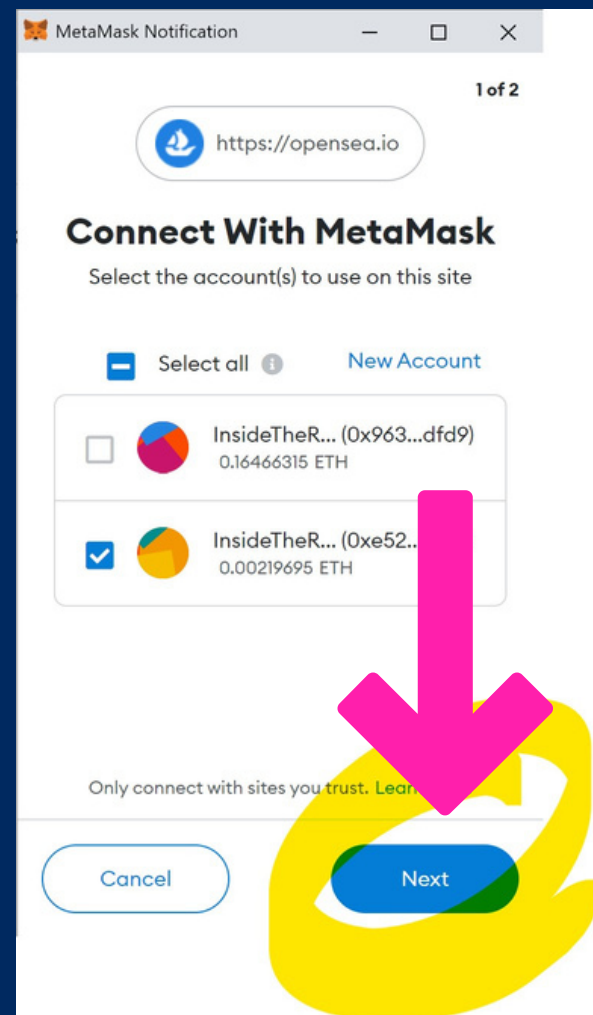 MetaMask Notification
1 of 2
https://opensea.io
Connect With MetaMask
Select the account(s) to use on this site
Select all New Account
InsideTheR... (0x963...dfd9)
0.16466315 ETH
InsideTheR... (0xe52..
0.00219695 ETH
Only connect with sites you trust.
Cancel Next